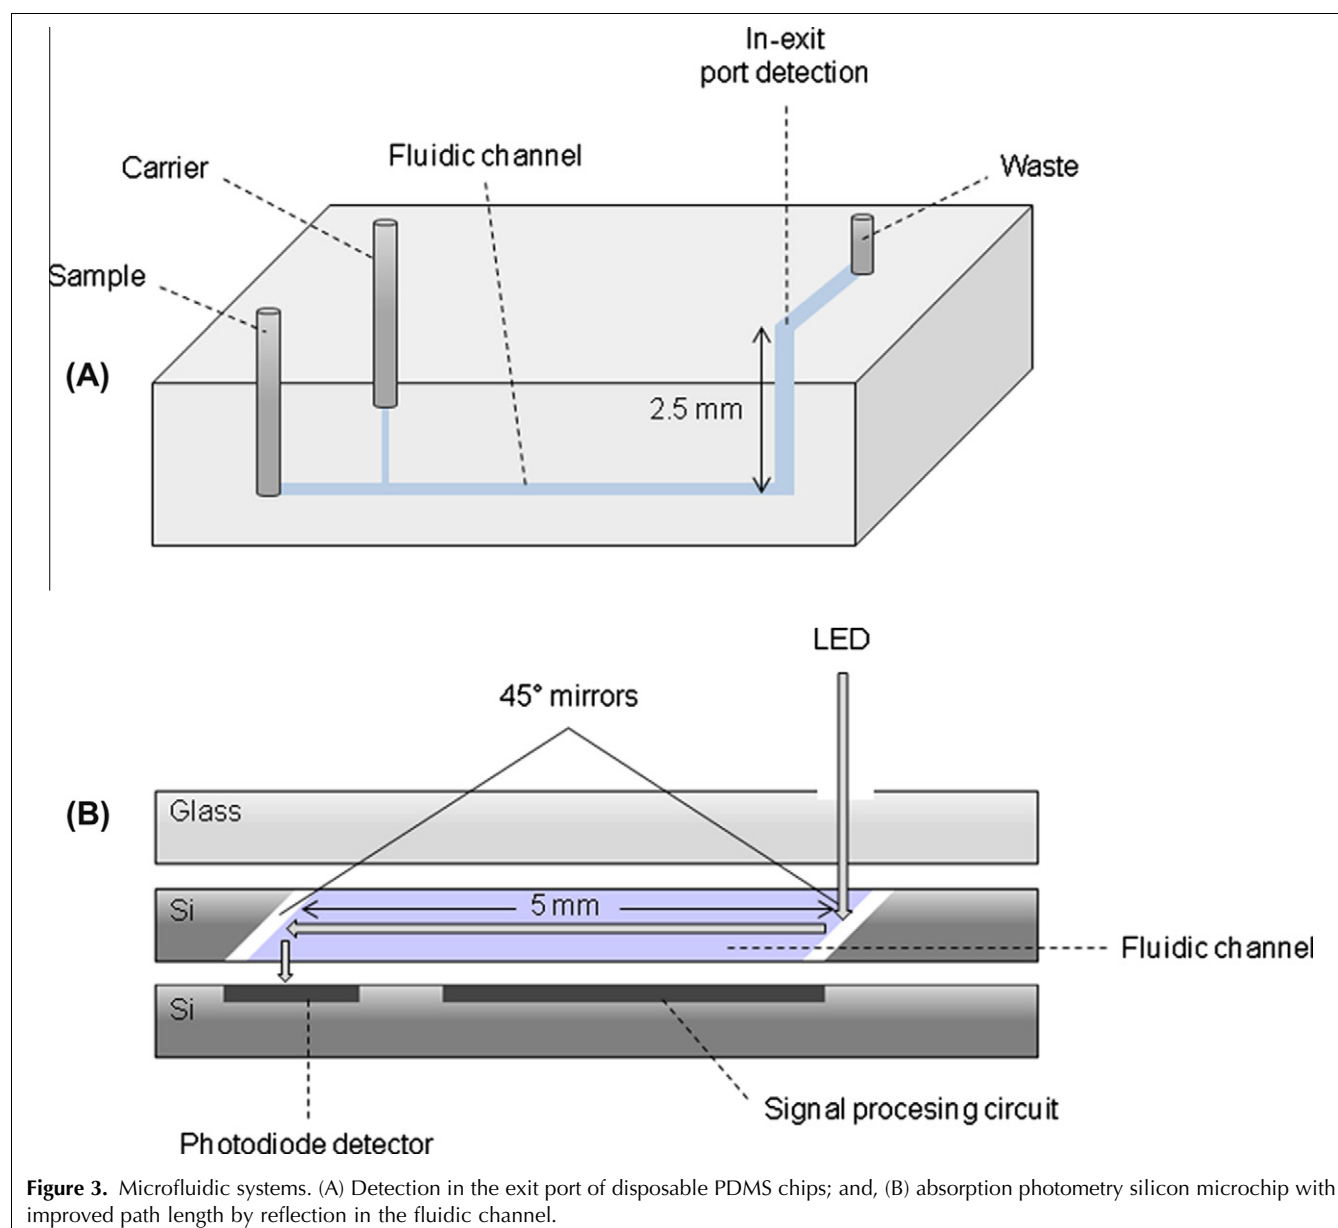 In-exit
port detection
Carrier
Fluidic channel
Waste
Sample
(A)
2.5 mm
LED
45° mirrors
(B)
Glass
Si
5 mm
Fluidic channel
Si
Signal procesing circuit
Photodiode detector
Figure 3. Microfluidic systems. (A) Detection in the exit port of disposable PDMS chips; and, (B) absorption photometry silicon microchip with
improved path length by reflection in the fluidic channel.